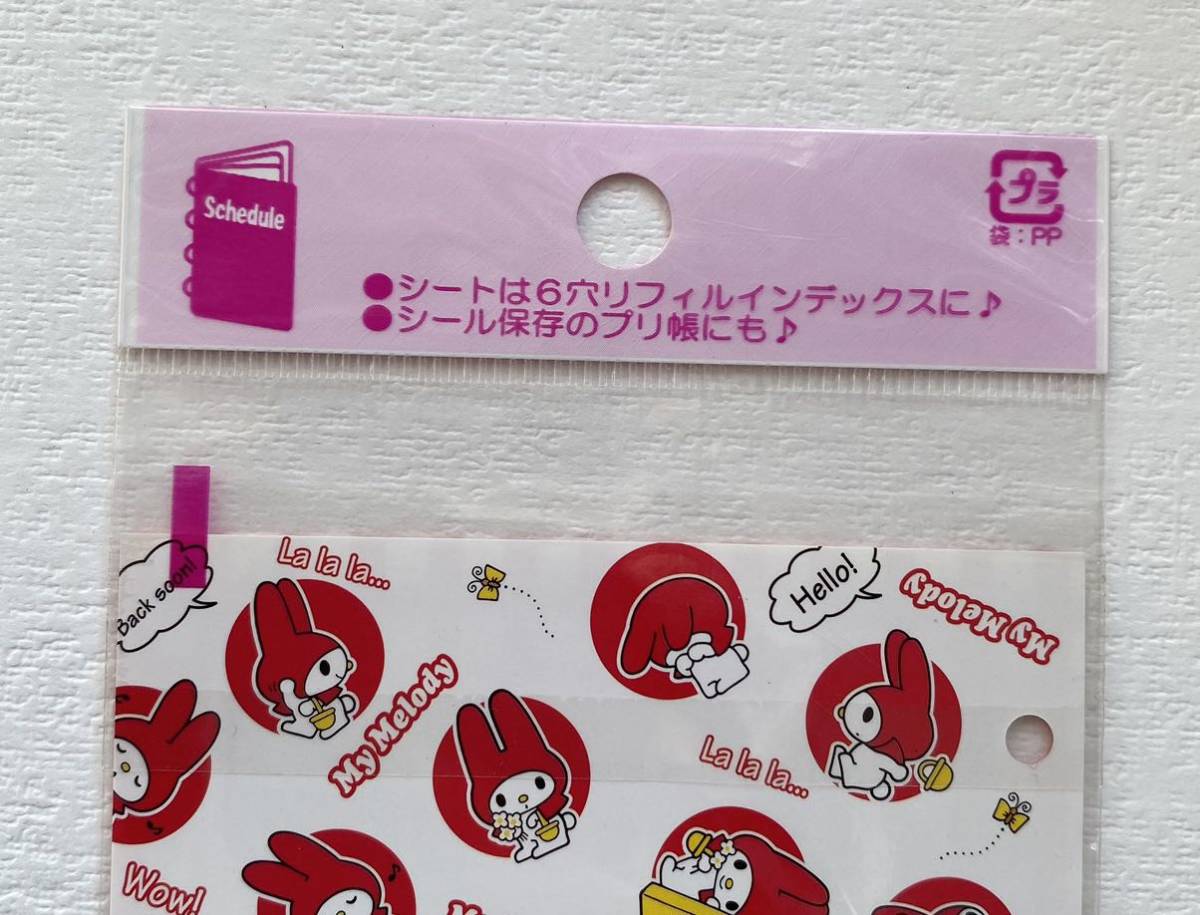 Schedule
プラ
袋：PP
●シートは6穴リフィルインデックスに♪
●シール保存のプリ帳にも♪
Back soon!
La la la...
Hello!
My Melody
My Melody
La la la...
Wow!